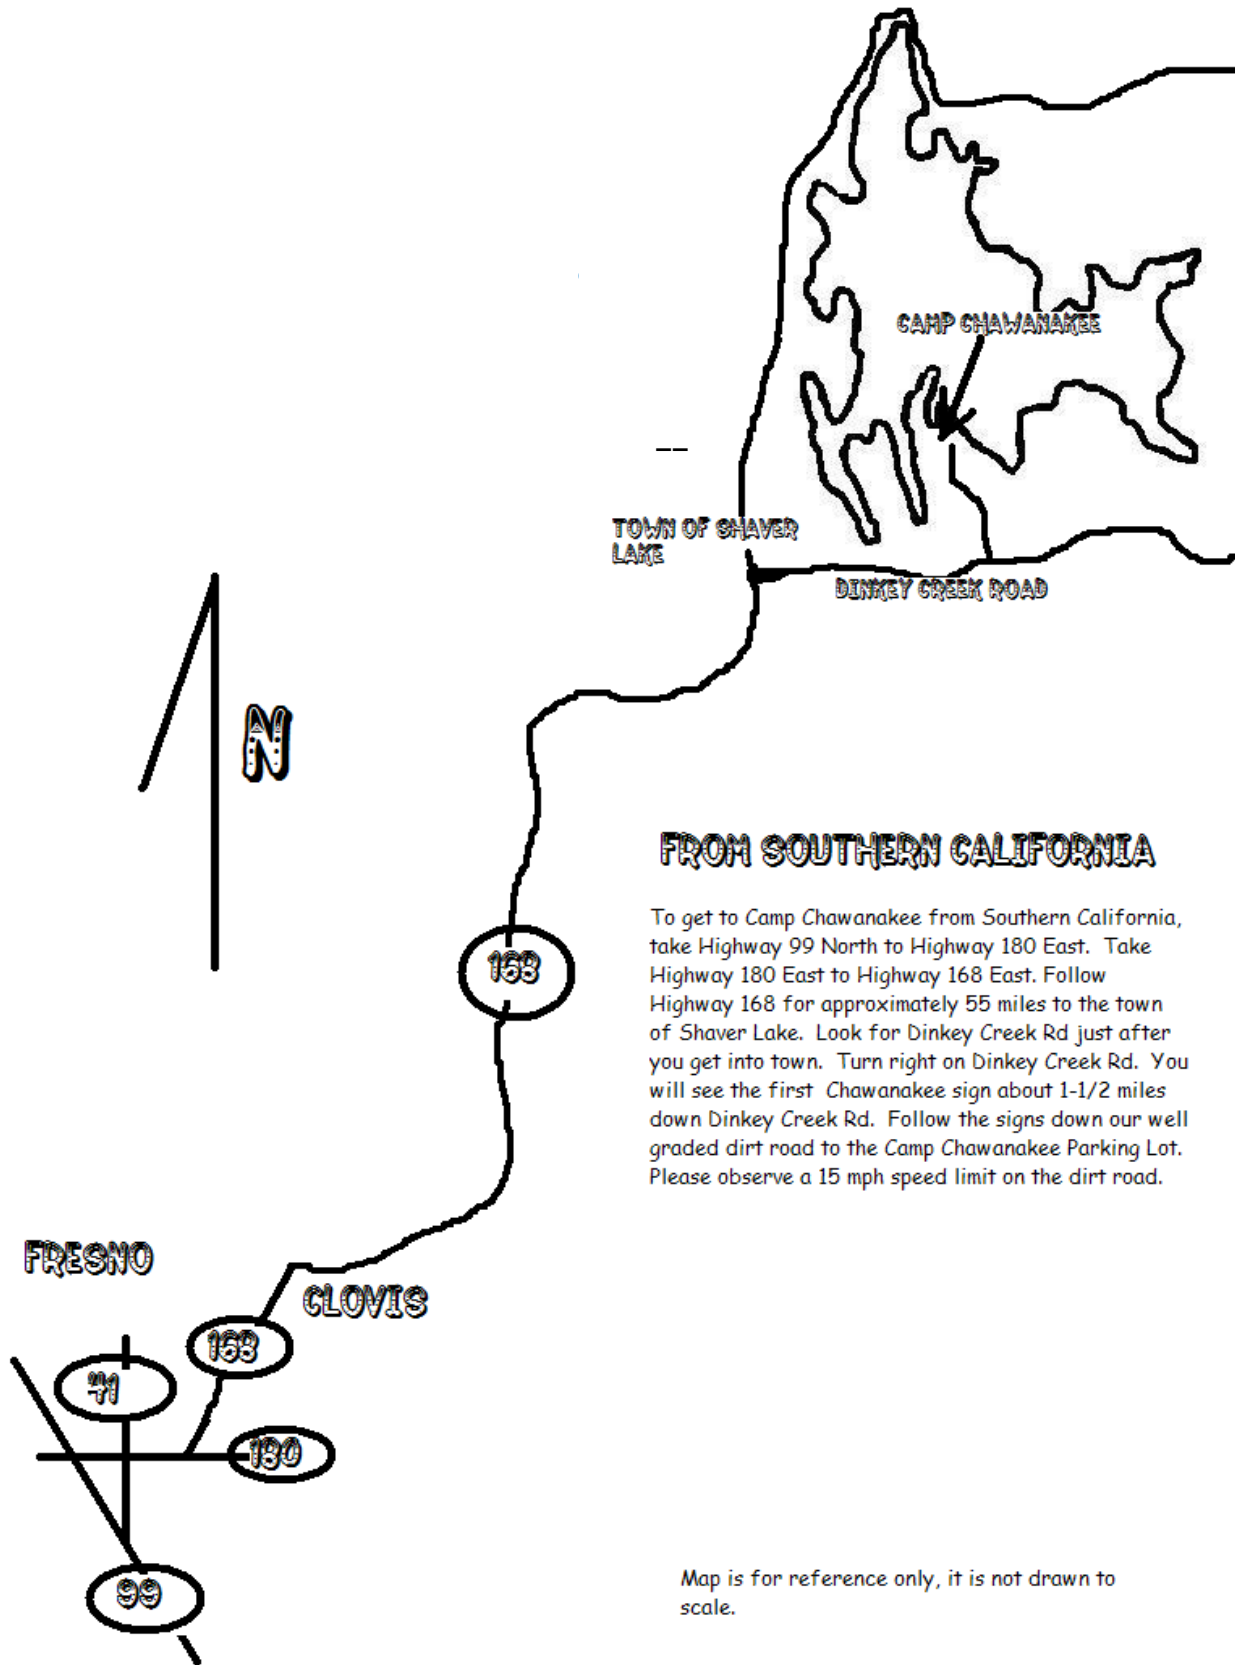 CAMP CHAWANAKEE
TOWN OF SHAVER
LAKE
DINKEY CREEK ROAD
N
FROM SOUTHERN CALIFORNIA
To get to Camp Chawanakee from Southern California,
take Highway 99 North to Highway 180 East.  Take
Highway 180 East to Highway 168 East. Follow
Highway 168 for approximately 55 miles to the town
of Shaver Lake.  Look for Dinkey Creek Rd just after
you get into town.  Turn right on Dinkey Creek Rd.  You
will see the first  Chawanakee sign about 1-1/2 miles
down Dinkey Creek Rd.  Follow the signs down our well
graded dirt road to the Camp Chawanakee Parking Lot.
Please observe a 15 mph speed limit on the dirt road.
168
FRESNO
CLOVIS
168
41
180
99
Map is for reference only, it is not drawn to
scale.